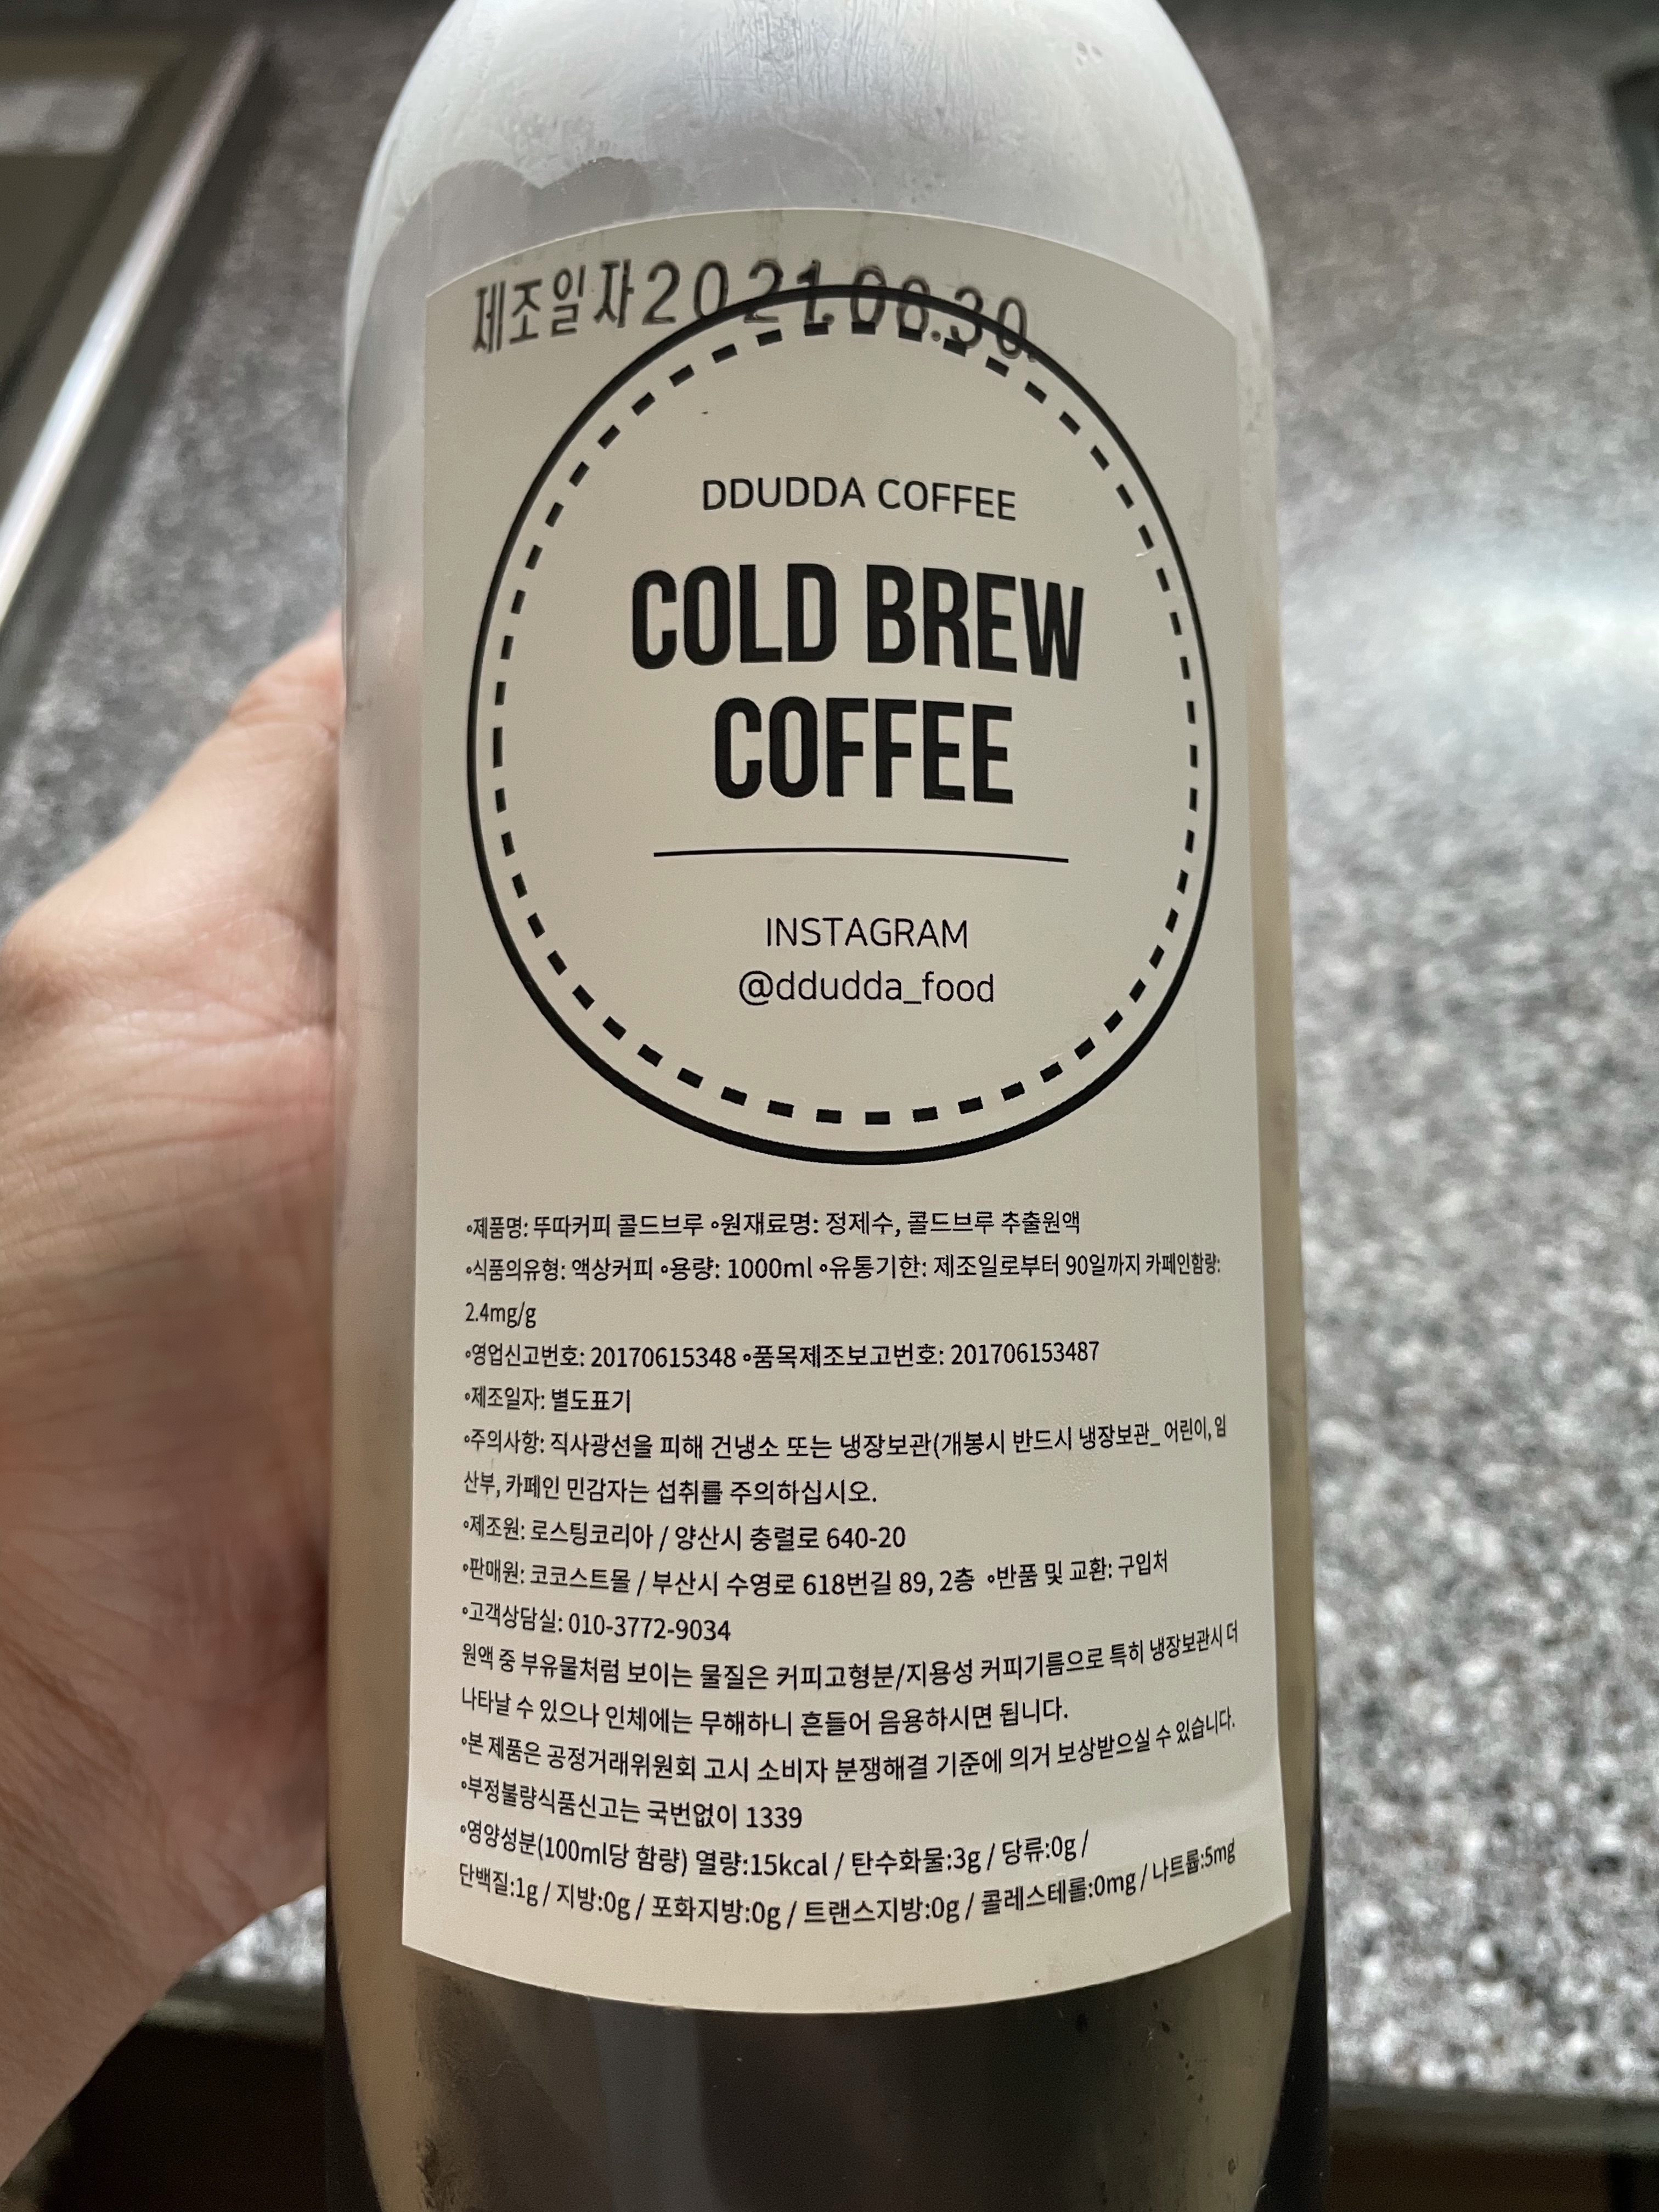 제조일자2021.06.30.
DDUDDA COFFEE
COLD BREW
COFFEE
INSTAGRAM
@ddudda_food
∘제품명: 뚜따커피 콜드브루 ∘원재료명: 정제수, 콜드브루 추출원액
∘식품의유형: 액상커피 ∘용량: 1000ml ∘유통기한: 제조일로부터 90일까지 카페인함량:
2.4mg/g
∘영업신고번호: 20170615348 ∘품목제조보고번호: 201706153487
∘제조일자: 별도표기
∘주의사항: 직사광선을 피해 건냉소 또는 냉장보관(개봉시 반드시 냉장보관_ 어린이, 임
산부, 카페인 민감자는 섭취를 주의하십시오.
∘제조원: 로스팅코리아 / 양산시 충렬로 640-20
∘판매원: 코코스트몰 / 부산시 수영로 618번길 89, 2층 ∘반품 및 교환: 구입처
∘고객상담실: 010-3772-9034
원액 중 부유물처럼 보이는 물질은 커피고형분/지용성 커피기름으로 특히 냉장보관시 더
나타날 수 있으나 인체에는 무해하니 흔들어 음용하시면 됩니다.
∘본 제품은 공정거래위원회 고시 소비자 분쟁해결 기준에 의거 보상받으실 수 있습니다.
∘부정불량식품신고는 국번없이 1339
∘영양성분(100ml당 함량) 열량:15kcal / 탄수화물:3g / 당류:0g /
단백질:1g / 지방:0g / 포화지방:0g / 트랜스지방:0g / 콜레스테롤:0mg / 나트륨:5mg